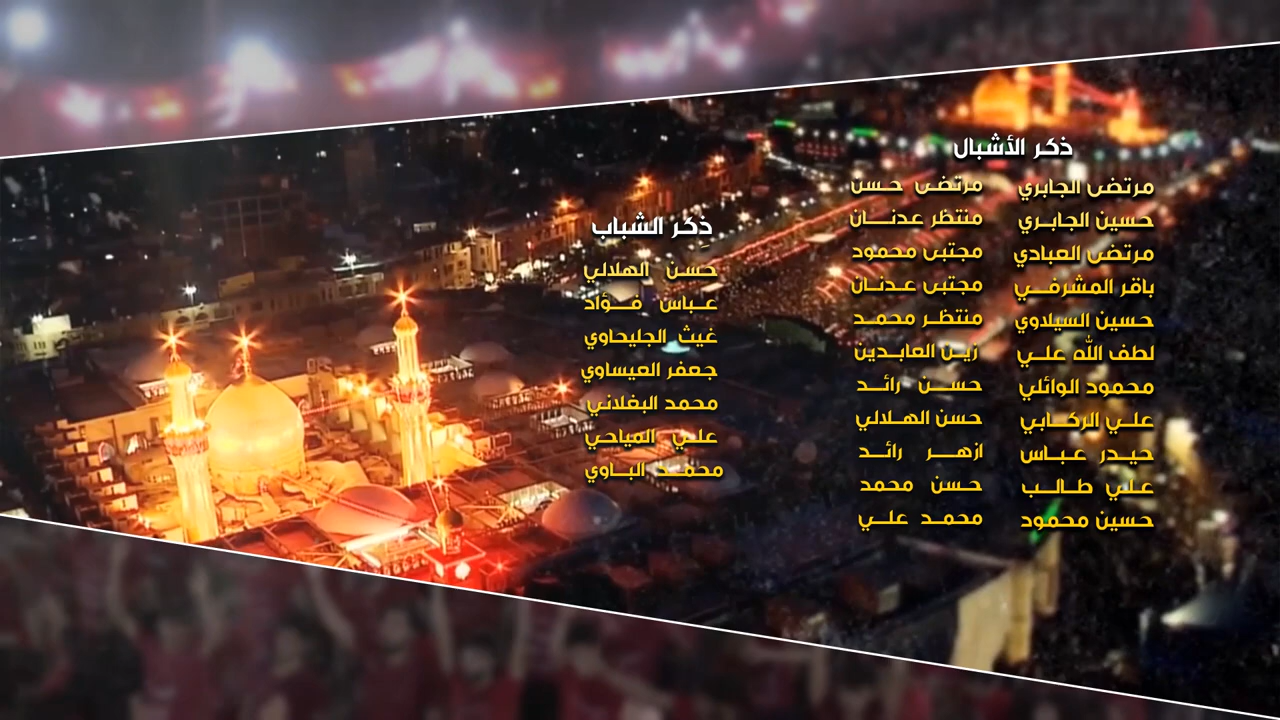 ذكر الأشبال
مرتضى الجابري
حسين الجابري
مرتضى العبادي
باقر المشرفي
حسين السيلاوي
لطف الله علي
محمود الوائلي
علي الركابي
حيدر عباس
علي طالب
حسين محمود
مرتضى حسن
منتظر عدنان
مجتبى محمود
مجتبى عدنان
منتظر محمد
زين العابدين
حسن رائد
حسن الهلالي
ازهر رائد
حسن محمد
محمد علي
ذِكر الشباب
حسن الهلالي
عباس فؤاد
غيث الجليحاوي
جعفر العيساوي
محمد البغلاني
علي المياحي
محمد الباوي